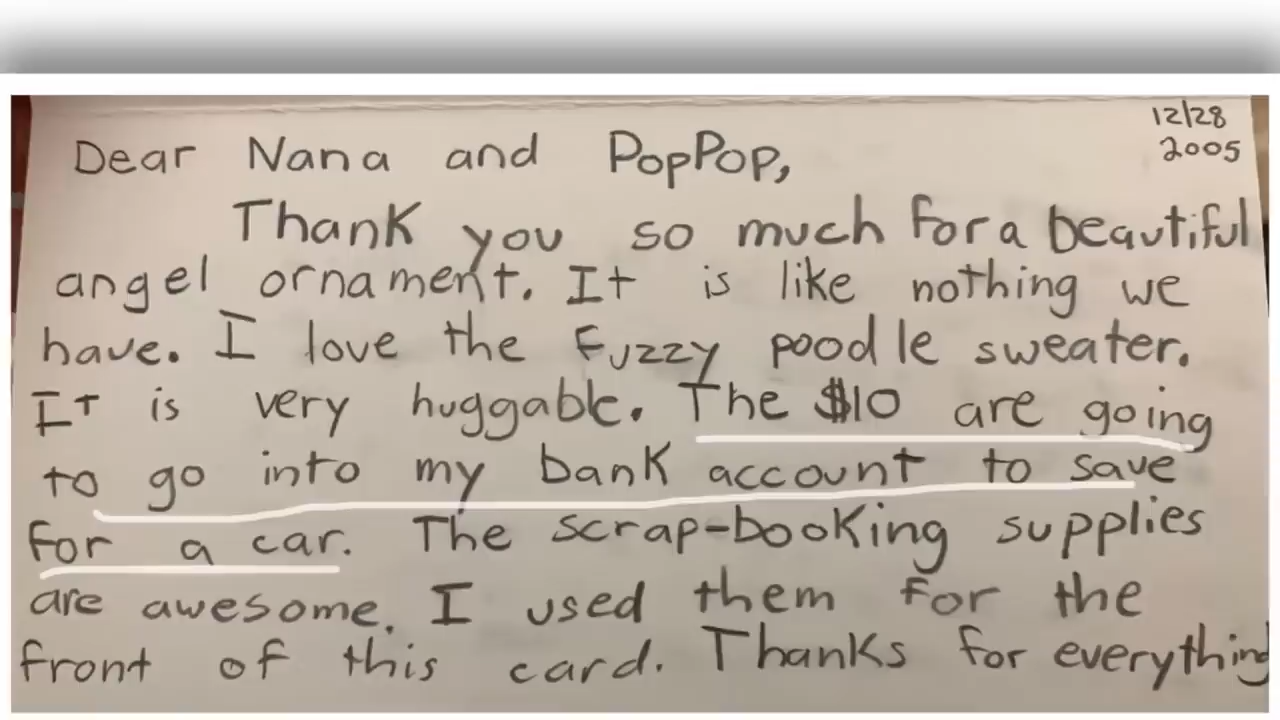 12/28
2005
Dear Nana and PopPop,
Thank you so much for a beautiful
angel ornament. It is like nothing we
have. I love the fuzzy poodle sweater.
It is very huggable. The $10 are going
to go into my bank account to save
for a car. The scrap-booking supplies
are awesome. I used them for the
front of this card. Thanks for everything